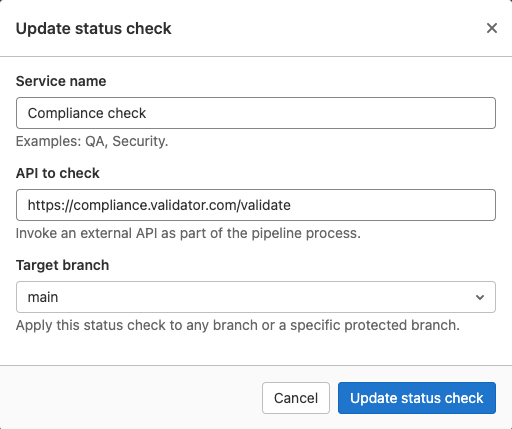 Update status check
Service name
Compliance check
Examples: QA, Security.
API to check
https://compliance.validator.com/validate
Invoke an external API as part of the pipeline process.
Target branch
main
Apply this status check to any branch or a specific protected branch.
Cancel Update status check